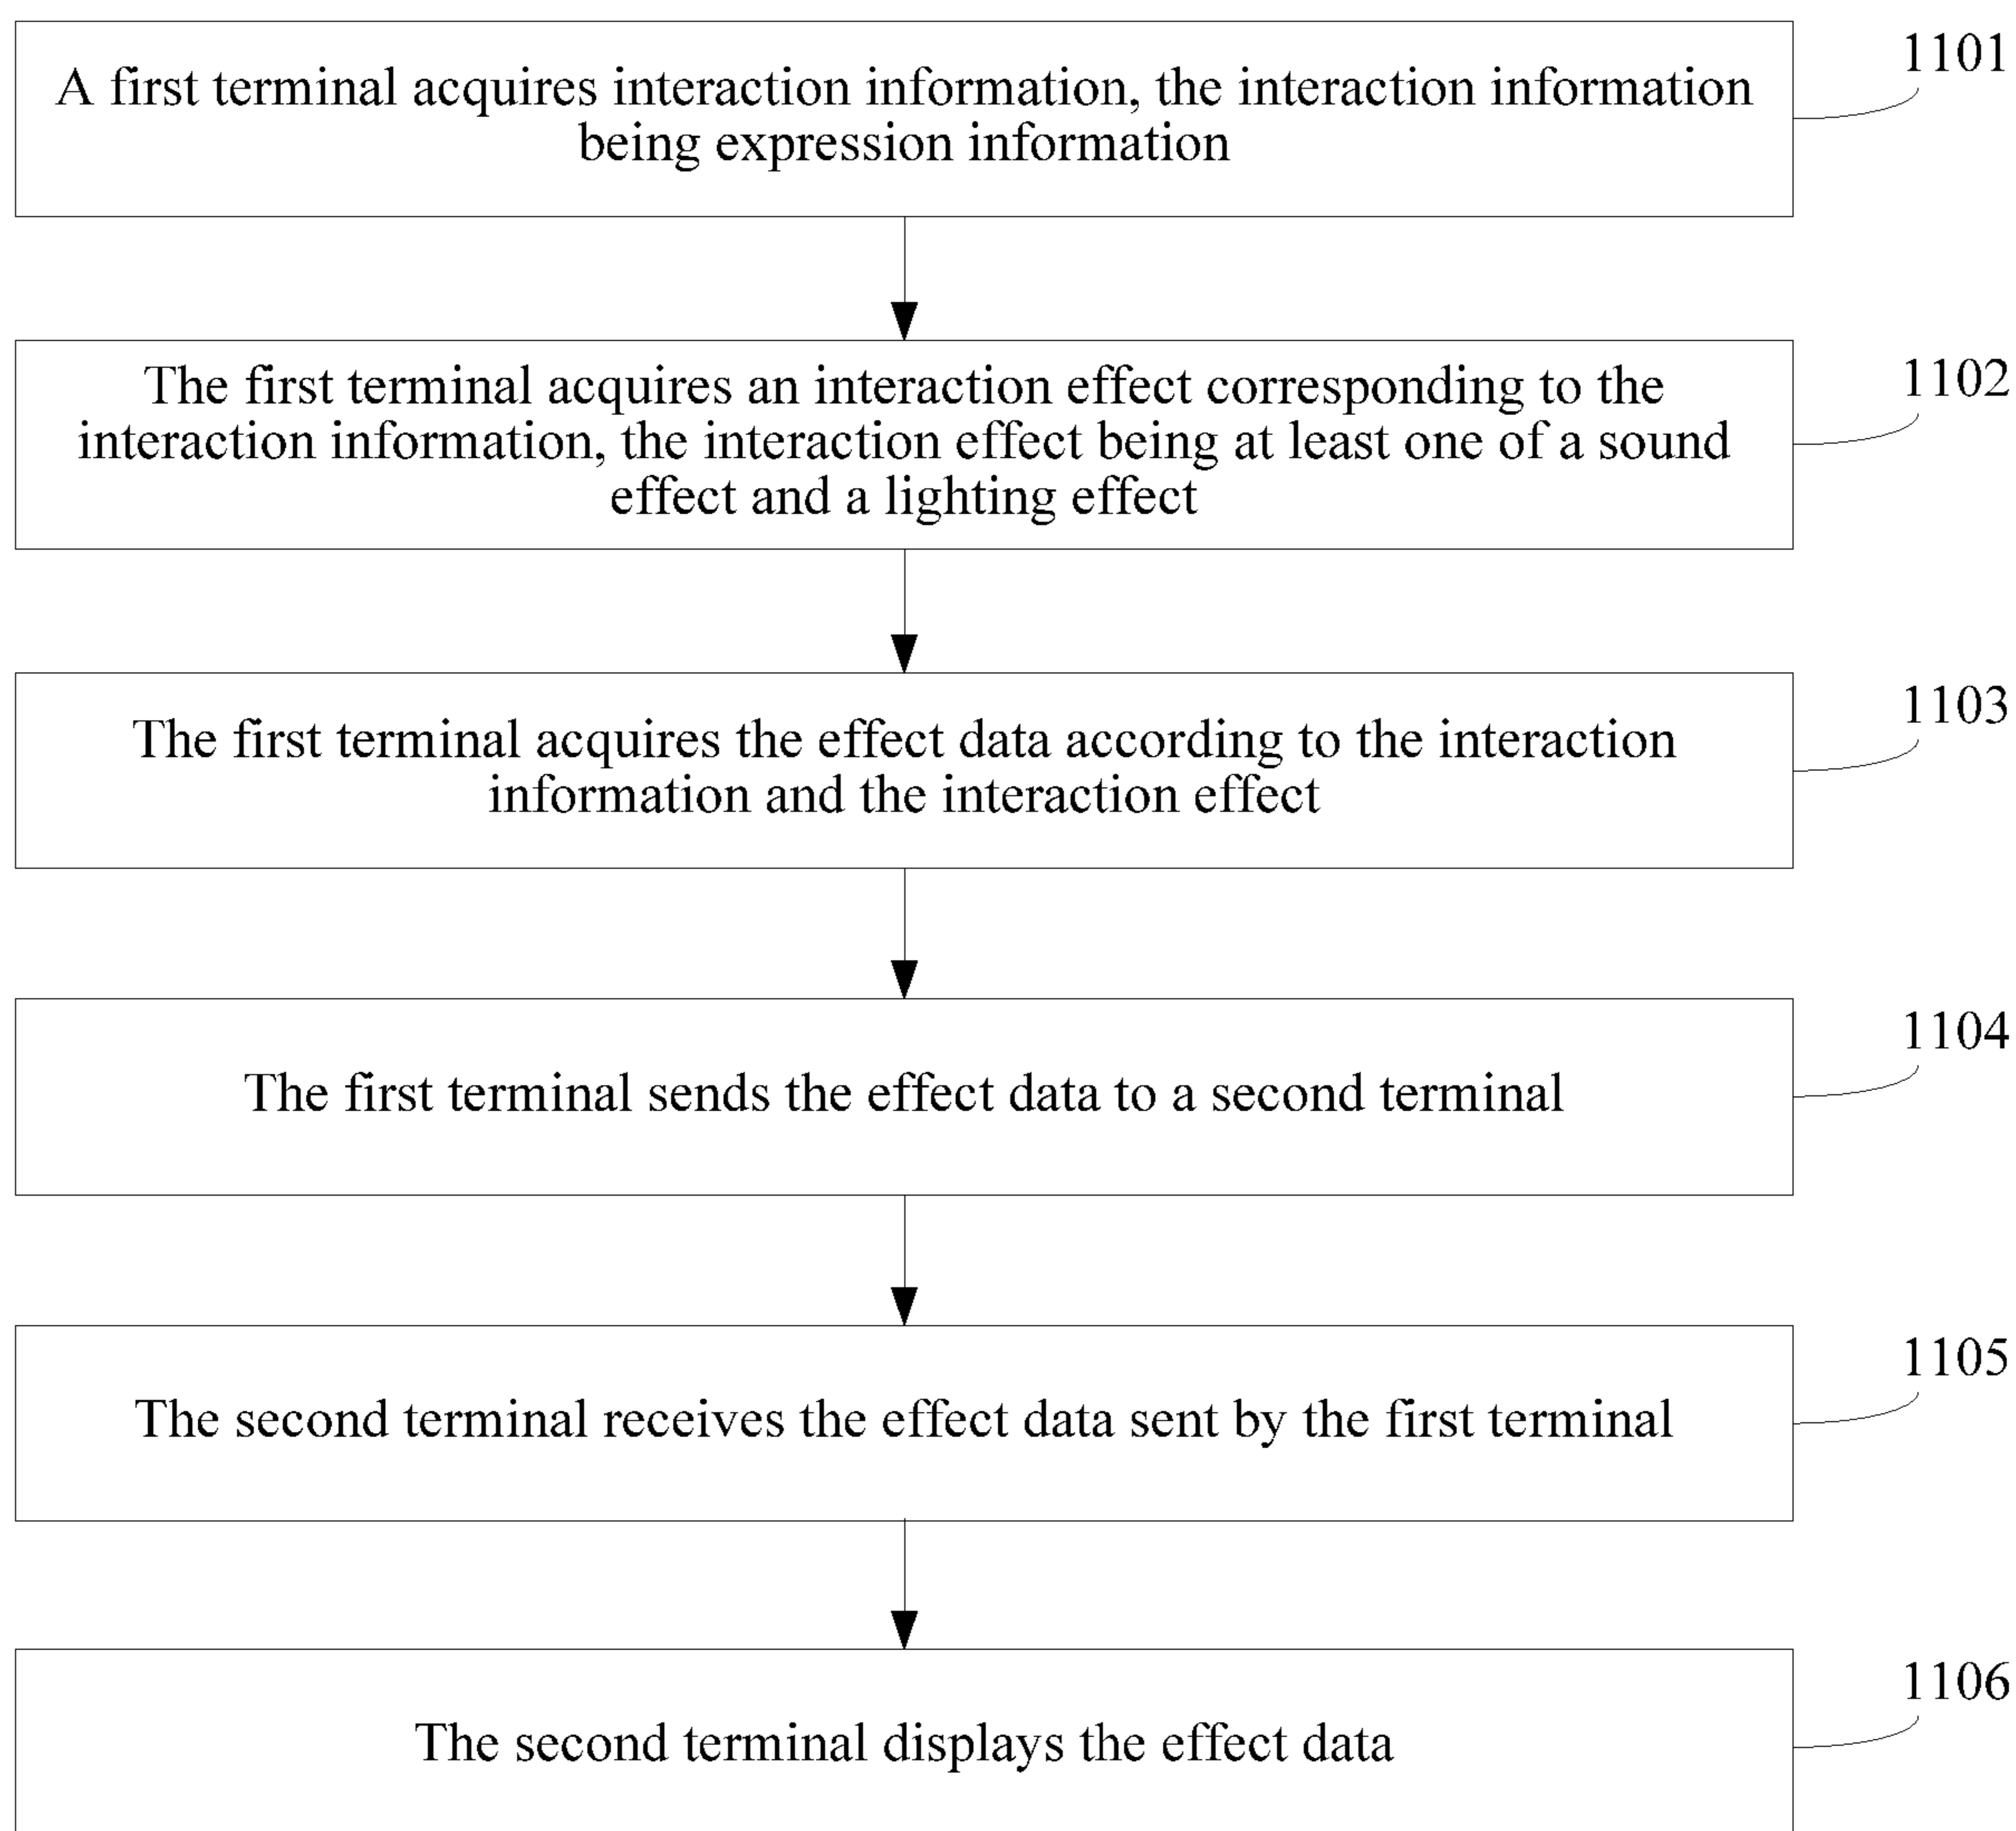 A first terminal acquires interaction information, the interaction information
being expression information
1101
The first terminal acquires an interaction effect corresponding to the
interaction information, the interaction effect being at least one of a sound
effect and a lighting effect
1102
The first terminal acquires the effect data according to the interaction
information and the interaction effect
1103
The first terminal sends the effect data to a second terminal
1104
The second terminal receives the effect data sent by the first terminal
1105
The second terminal displays the effect data
1106